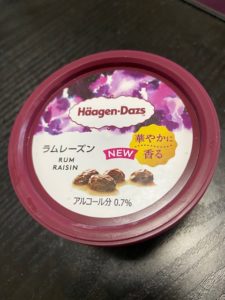 Häagen-Dazs
華やかに
香る
NEW
ラムレーズン
RUM
RAISIN
アルコール分 0.7%